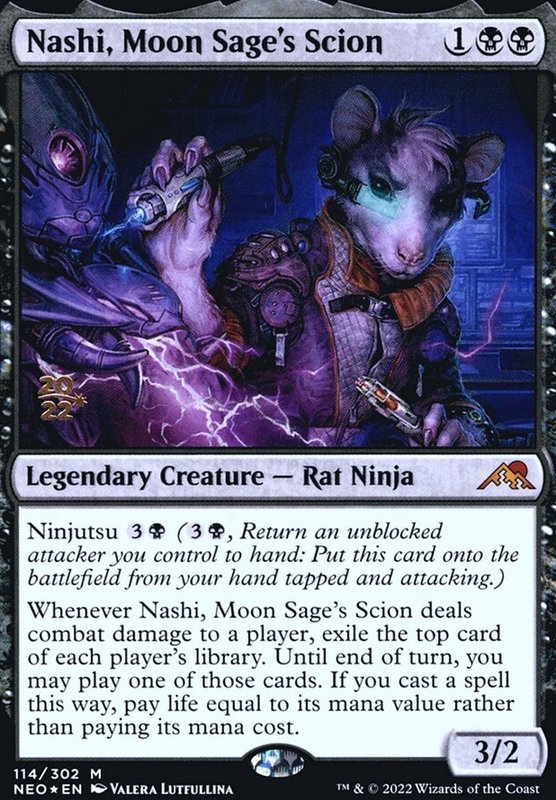 Nashi, Moon Sage's Scion 1
20
22
Legendary Creature — Rat Ninja
Ninjutsu 3 (3, Return an unblocked
attacker you control to hand: Put this card onto the
battlefield from your hand tapped and attacking.)
Whenever Nashi, Moon Sage's Scion deals
combat damage to a player, exile the top card
of each player's library. Until end of turn, you
may play one of those cards. If you cast a spell
this way, pay life equal to its mana value rather
than paying its mana cost.
3/2
114/302 M
NEO★EN VALERA LUTFULLINA
™ & © 2022 Wizards of the Coast